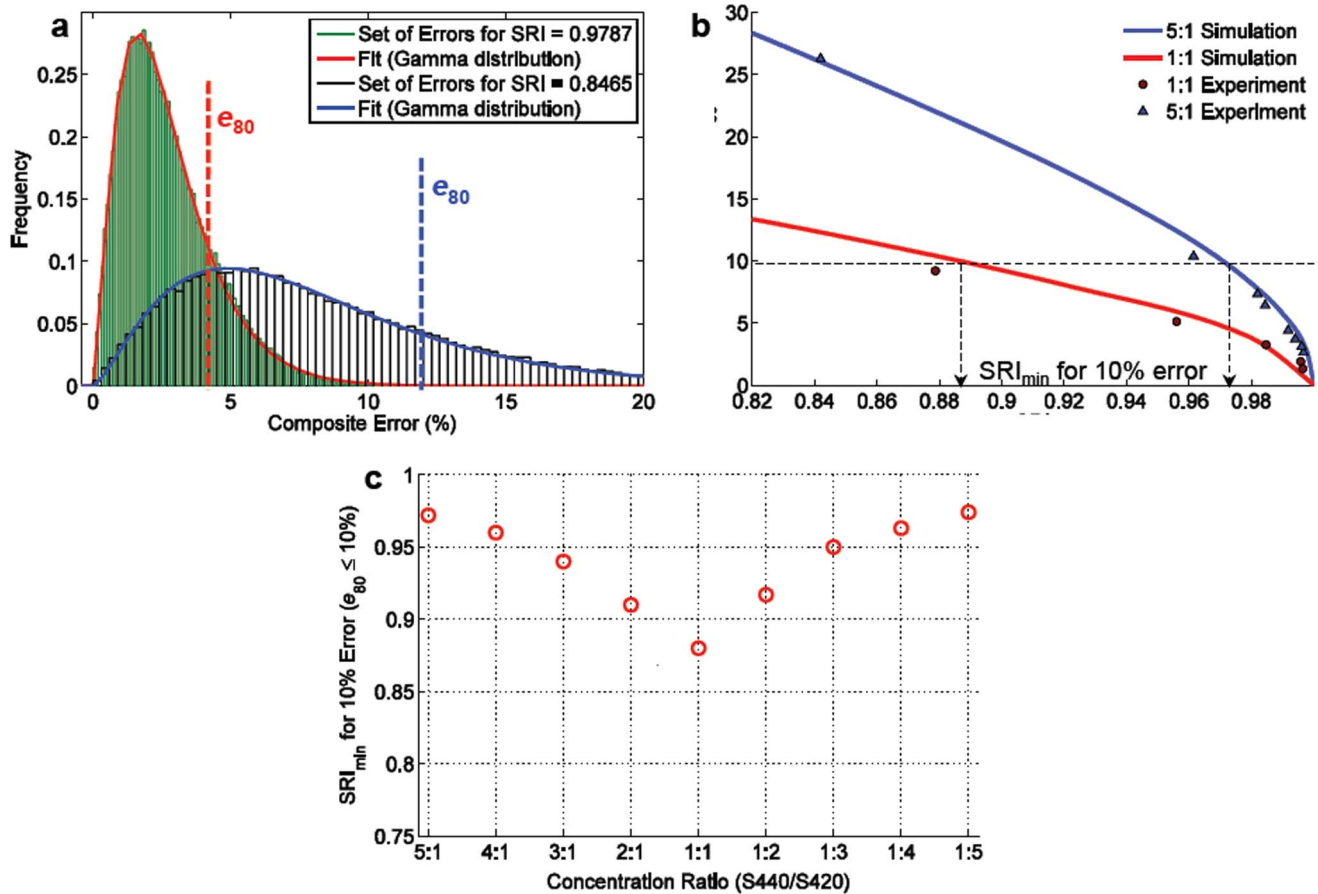 a
Set of Errors for SRI = 0.9787
Fit (Gamma distribution)
Set of Errors for SRI = 0.8465
Fit (Gamma distribution)
e80
e80
0.25
0.2
0.15
0.1
0.05
0
Frequency
0 5 10 15 20
Composite Error (%)
b
5:1 Simulation
1:1 Simulation
1:1 Experiment
5:1 Experiment
30
25
20
15
10
5
0
SRImin for 10% error
0.82 0.84 0.86 0.88 0.9 0.92 0.94 0.96 0.98
c
1
0.95
0.9
0.85
0.8
0.75
SRImin for 10% Error (e80 ≤ 10%)
5:1 4:1 3:1 2:1 1:1 1:2 1:3 1:4 1:5
Concentration Ratio (S440/S420)